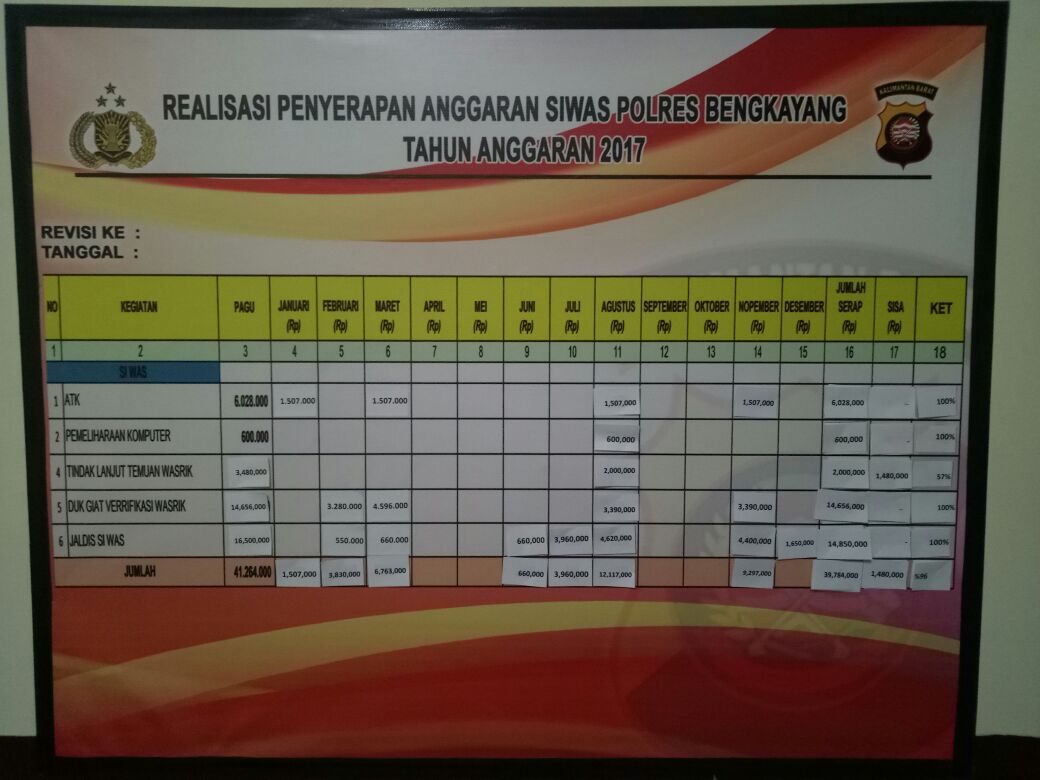 KALIMANTAN BARAT
REALISASI PENYERAPAN ANGGARAN SIWAS POLRES BENGKAYANG
TAHUN ANGGARAN 2017
REVISI KE :
TANGGAL :
NO KEGIATAN PAGU JANUARI (Rp) FEBRUARI (Rp) MARET (Rp) APRIL (Rp) MEI (Rp) JUNI (Rp) JULI (Rp) AGUSTUS (Rp) SEPTEMBER (Rp) OKTOBER (Rp) NOPEMBER (Rp) DESEMBER (Rp) JUMLAH SERAP (Rp) SISA (Rp) KET
1 2 3 4 5 6 7 8 9 10 11 12 13 14 15 16 17 18
SI WAS
1 ATK 6.028.000 1.507.000 1.507.000 1,507,000 1,507,000 6,028,000 - 100%
2 PEMELIHARAAN KOMPUTER 600.000 600,000 600,000 - 100%
4 TINDAK LANJUT TEMUAN WASRIK 3,480,000 2,000,000 2,000,000 1,480,000 57%
5 DUK GIAT VERRIFIKASI WASRIK 14,656,000 3.280.000 4.596.000 3,390,000 3,390,000 14,656,000 - 100%
6 JALDIS SI WAS 16,500,000 550.000 660.000 660,000 3,960,000 4,620,000 4,400,000 1,650,000 14,850,000 - 100%
JUMLAH 41.264.000 1,507,000 3,830,000 6,763,000 660,000 3,960,000 12,117,000 9,297,000 39,784,000 1,480,000 %96